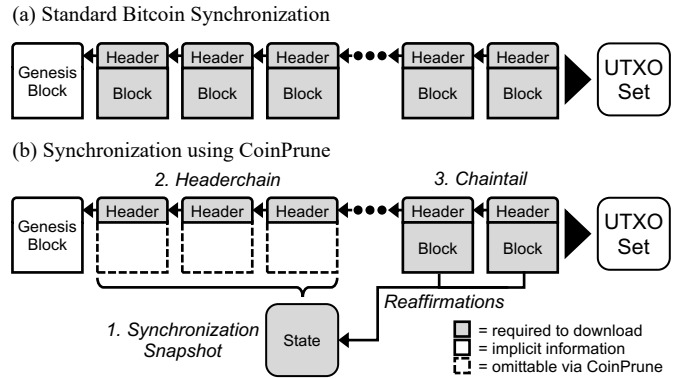 (a) Standard Bitcoin Synchronization
Genesis
Block
Header
Block
Header
Block
Header
Block
Header
Block
Header
Block
UTXO
Set
(b) Synchronization using CoinPrune
2. Headerchain
3. Chaintail
Genesis
Block
Header
Header
Header
Header
Block
Header
Block
UTXO
Set
Reaffirmations
1. Synchronization
Snapshot
State
= required to download
= implicit information
= omittable via CoinPrune